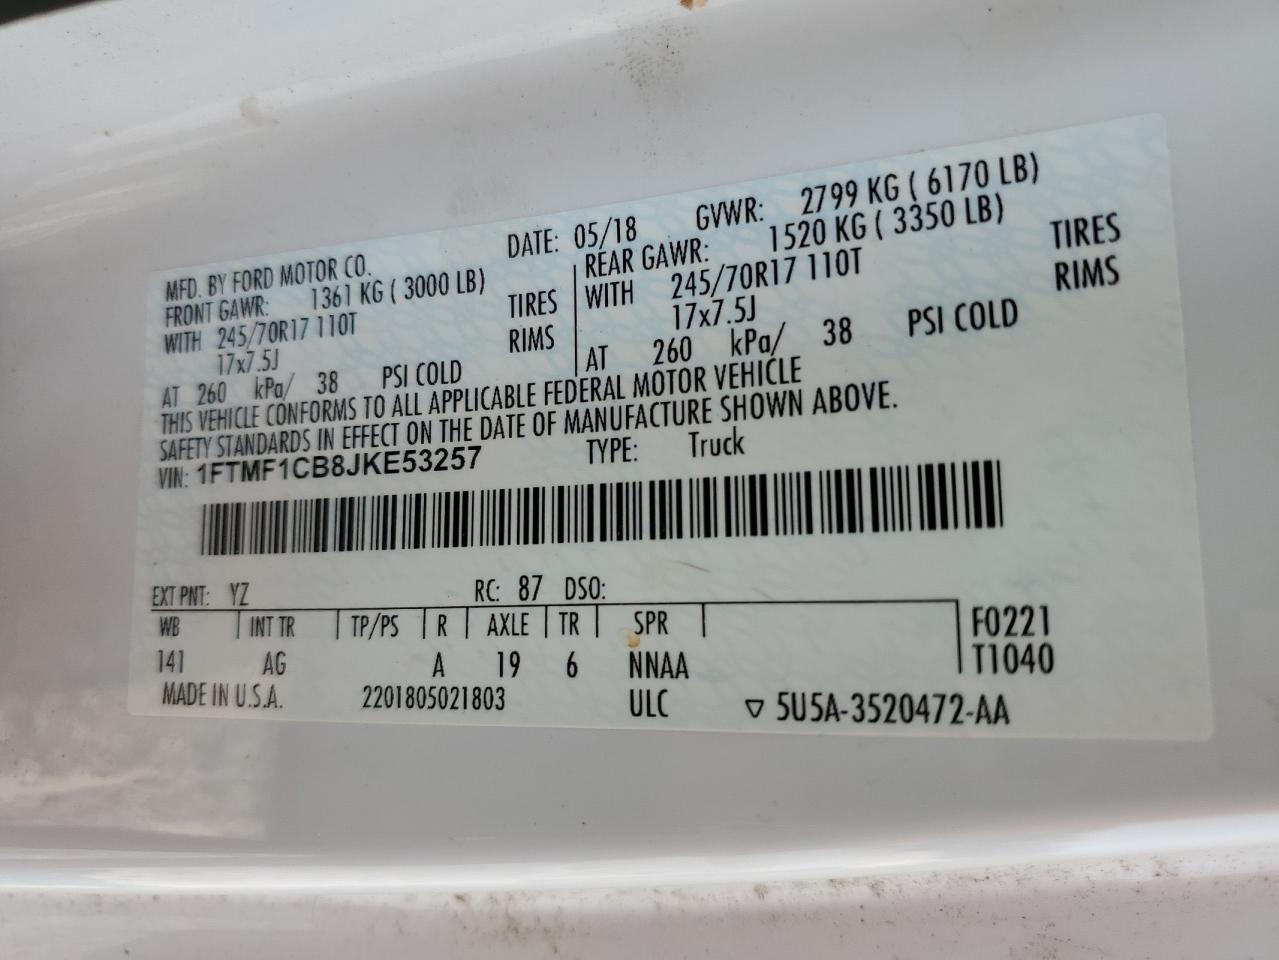 MFD. BY FORD MOTOR CO. DATE: 05/18 GVWR: 2799 KG ( 6170 LB)
FRONT GAWR: 1361 KG ( 3000 LB) REAR GAWR: 1520 KG ( 3350 LB)
WITH 245/70R17 110T TIRES WITH 245/70R17 110T TIRES
17x7.5J RIMS 17x7.5J RIMS
AT 260 kPa/ 38 PSI COLD AT 260 kPa/ 38 PSI COLD
THIS VEHICLE CONFORMS TO ALL APPLICABLE FEDERAL MOTOR VEHICLE
SAFETY STANDARDS IN EFFECT ON THE DATE OF MANUFACTURE SHOWN ABOVE.
VIN: 1FTMF1CB8JKE53257 TYPE: Truck
EXT PNT: YZ RC: 87 DSO:
WB INT TR TP/PS R AXLE TR SPR F0221
141 AG A 19 6 NNAA T1040
MADE IN U.S.A. 2201805021803 ULC ▽ 5U5A-3520472-AA